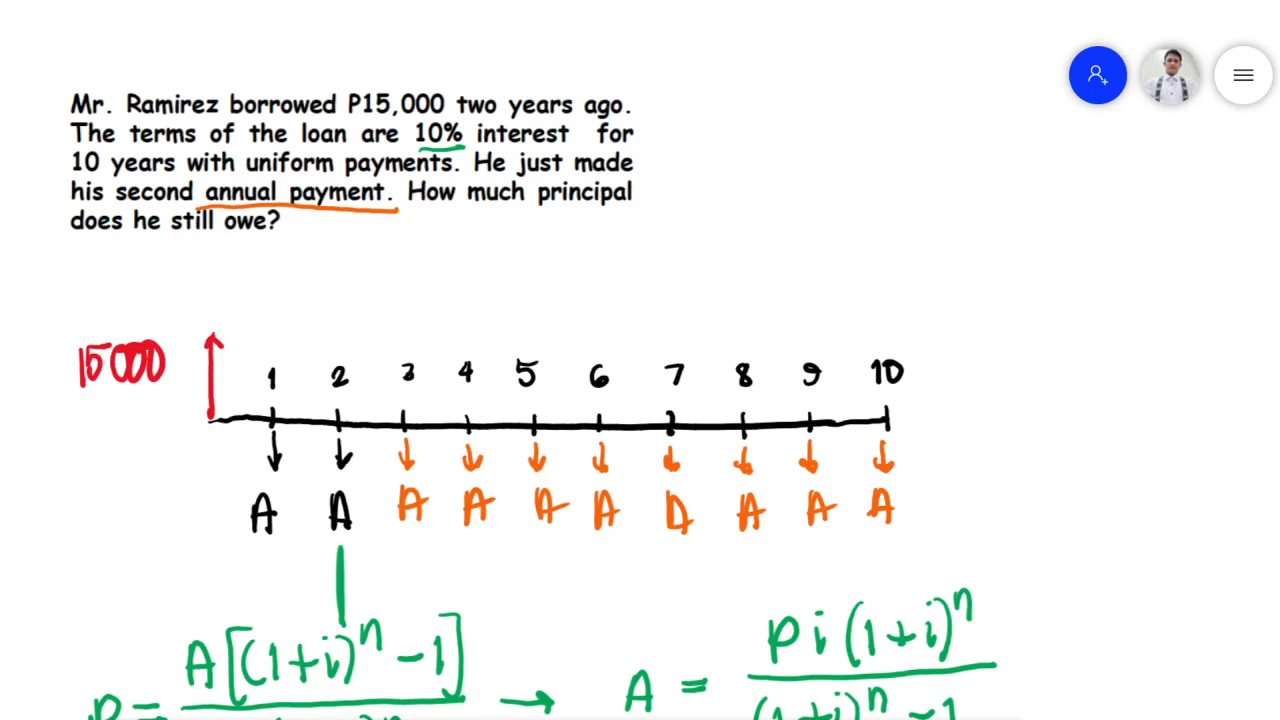 Mr. Ramirez borrowed P15,000 two years ago.
The terms of the loan are 10% interest for
10 years with uniform payments. He just made
his second annual payment. How much principal
does he still owe?
15000
1 2 3 4 5 6 7 8 9 10
A A A A A A A A A A
P = A[(1+i)^n - 1] → A = Pi(1+i)^n
(1+i)^n - 1